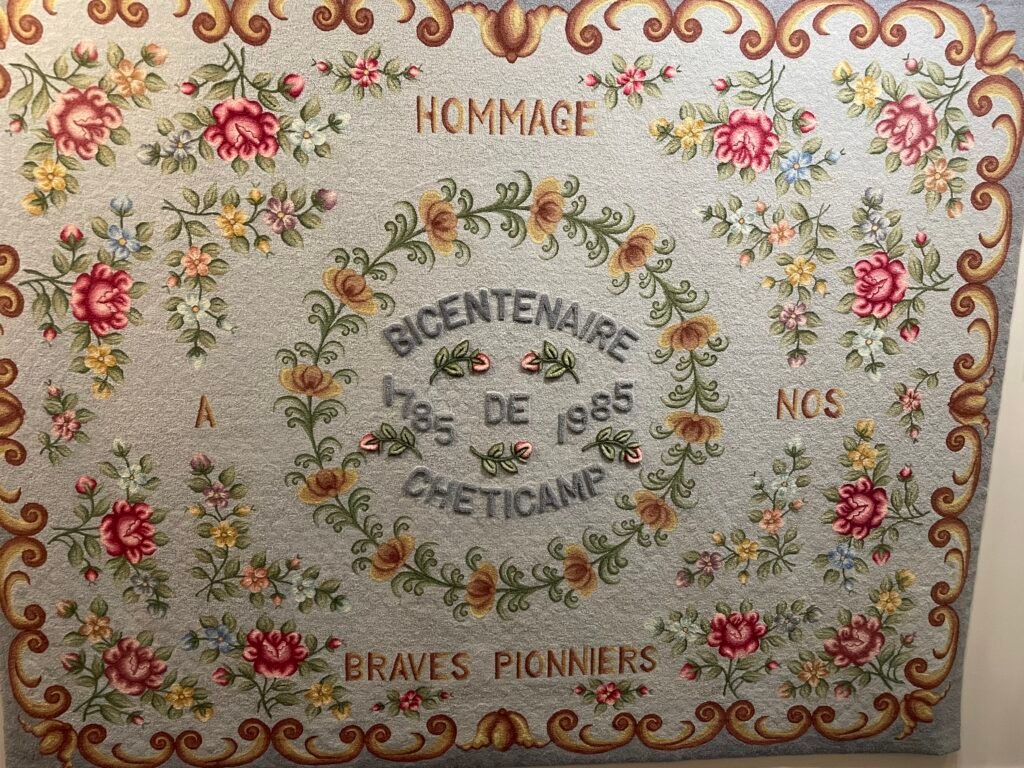 HOMMAGE
A
NOS
BRAVES PIONNIERS
BICENTENAIRE
1785 DE 1985
CHETICAMP